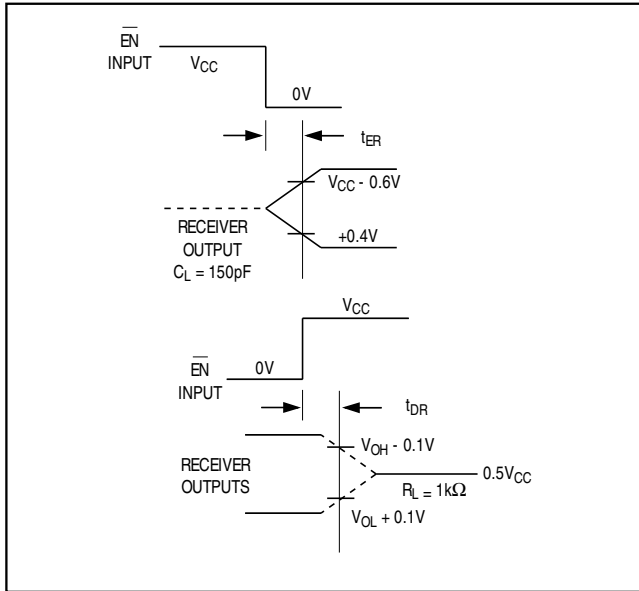 EN
INPUT
VCC
0V
tER
VCC - 0.6V
RECEIVER
OUTPUT
CL = 150pF
+0.4V
VCC
0V
EN
INPUT
tDR
VOH - 0.1V
RECEIVER
OUTPUTS
0.5VCC
RL = 1kΩ
VOL + 0.1V